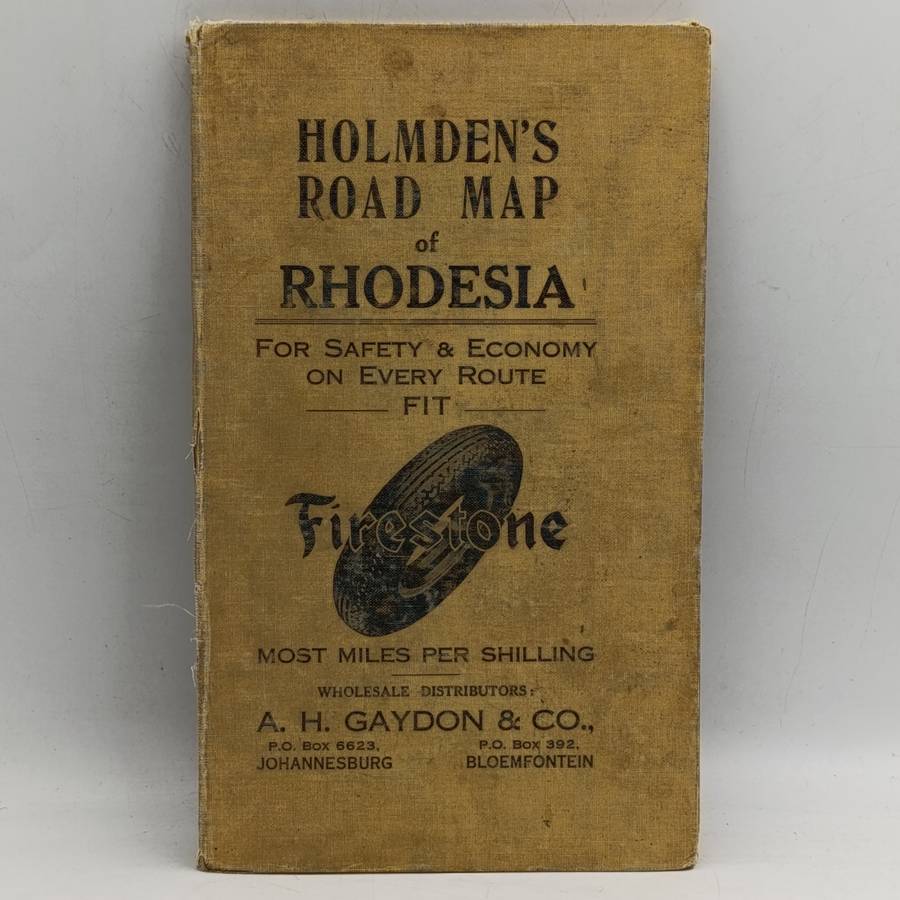 HOLMDEN'S
ROAD MAP
of
RHODESIA
FOR SAFETY & ECONOMY
ON EVERY ROUTE
FIT
Firestone
MOST MILES PER SHILLING
WHOLESALE DISTRIBUTORS:
A. H. GAYDON & CO.,
P.O. BOX 6623, P.O. BOX 392,
JOHANNESBURG BLOEMFONTEIN